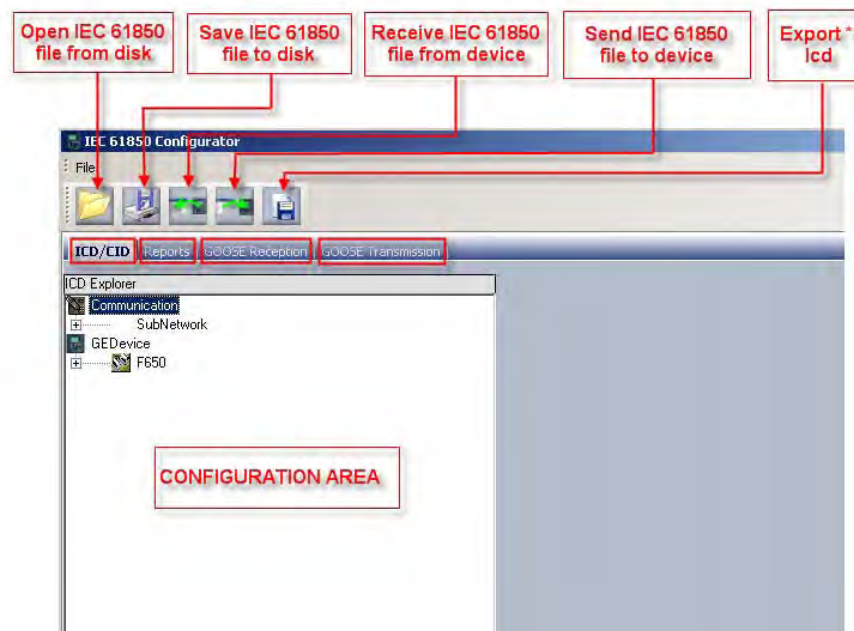 Open IEC 61850
file from disk
Save IEC 61850
file to disk
Receive IEC 61850
file from device
Send IEC 61850
file to device
Export *
Icd
IEC 61850 Configurator
File
ICD/CID
Reports
GOOSE Reception
GOOSE Transmission
ICD Explorer
Communication
SubNetwork
GEDevice
F650
CONFIGURATION AREA